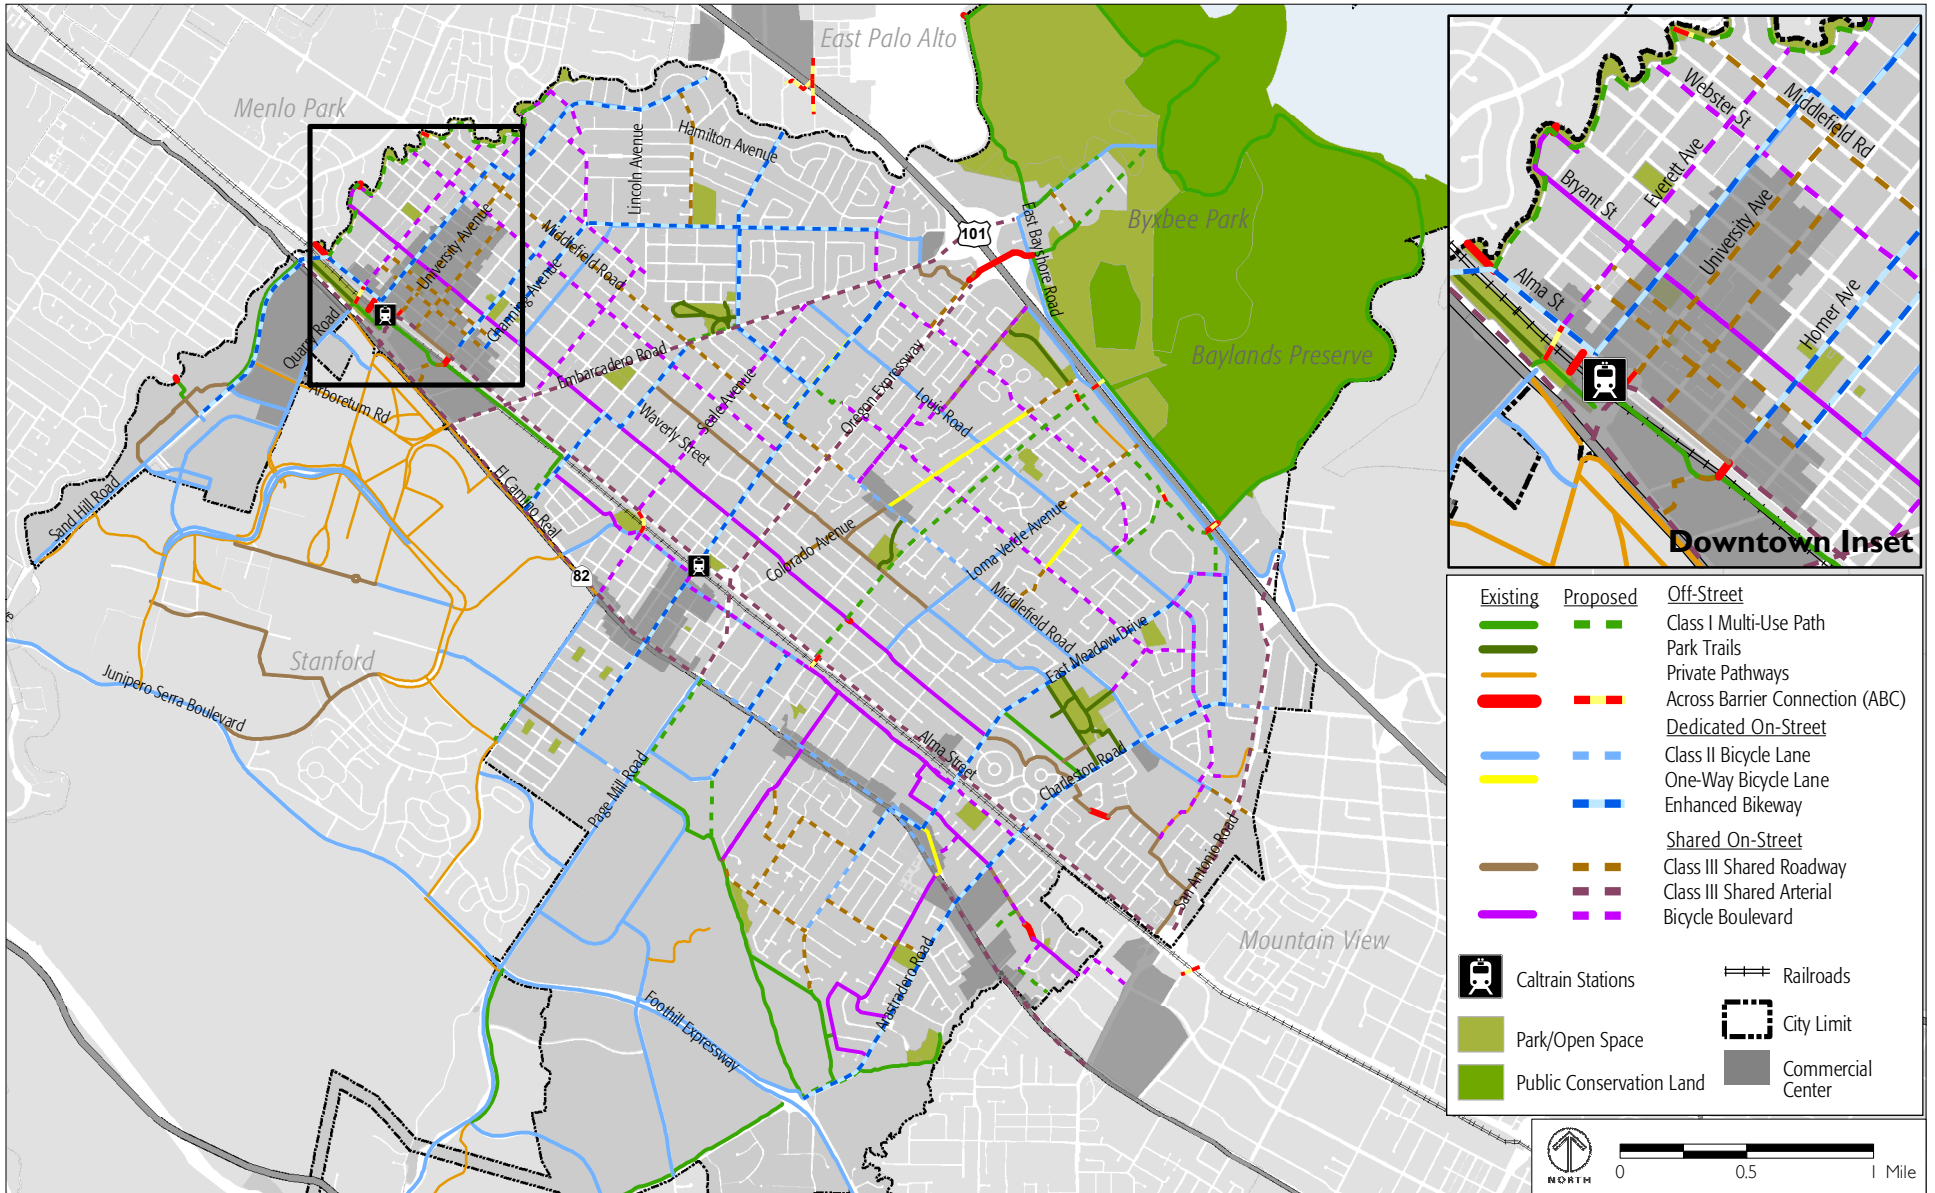 East Palo Alto
Menlo Park
Lincoln Avenue
Hamilton Avenue
Middlefield Road
University Avenue
Channing Avenue
Quarry Road
Arboretum Rd
Embarcadero Road
101
East Bayshore Road
Byxbee Park
Baylands Preserve
Waverly Street
Seale Avenue
Oregon Expressway
Louis Road
Sand Hill Road
El Camino Real
82
Colorado Avenue
Loma Verde Avenue
Middlefield Road
East Meadow Drive
Stanford
Junipero Serra Boulevard
Page Mill Road
Alma Street
Charleston Road
San Antonio Road
Mountain View
Arastradero Road
Foothill Expressway
Webster St
Middlefield Rd
Everett Ave
Bryant St
University Ave
Alma St
Homer Ave
Downtown Inset
Existing Proposed Off-Street
Class I Multi-Use Path
Park Trails
Private Pathways
Across Barrier Connection (ABC)
Dedicated On-Street
Class II Bicycle Lane
One-Way Bicycle Lane
Enhanced Bikeway
Shared On-Street
Class III Shared Roadway
Class III Shared Arterial
Bicycle Boulevard
Caltrain Stations
Railroads
City Limit
Park/Open Space
Public Conservation Land
Commercial
Center
NORTH
0 0.5 1 Mile